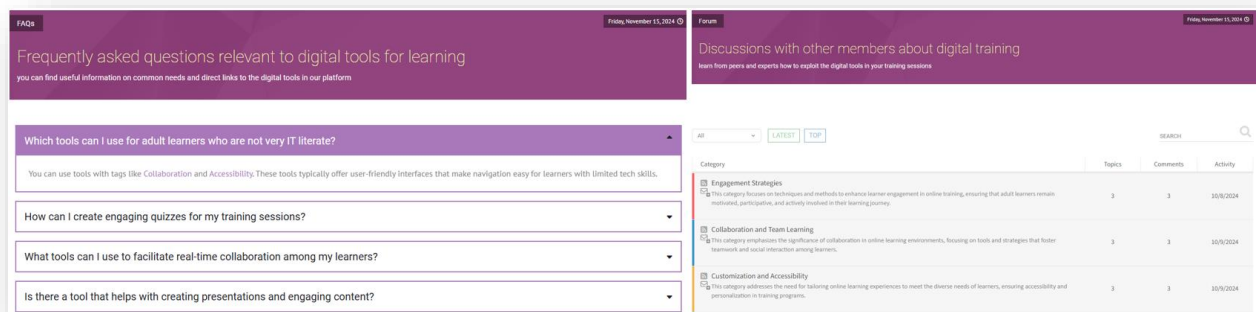 FAQs
Friday, November 15, 2024
Frequently asked questions relevant to digital tools for learning
you can find useful information on common needs and direct links to the digital tools in our platform
Which tools can I use for adult learners who are not very IT literate?
You can use tools with tags like Collaboration and Accessibility. These tools typically offer user-friendly interfaces that make navigation easy for learners with limited tech skills.
How can I create engaging quizzes for my training sessions?
What tools can I use to facilitate real-time collaboration among my learners?
Is there a tool that helps with creating presentations and engaging content?
Forum
Friday, November 15, 2024
Discussions with other members about digital training
learn from peers and experts how to exploit the digital tools in your training sessions
All LATEST TOP SEARCH
Category Topics Comments Activity
Engagement Strategies
This category focuses on techniques and methods to enhance learner engagement in online training, ensuring that adult learners remain
motivated, participative, and actively involved in their learning journey.
3 3 10/8/2024
Collaboration and Team Learning
This category emphasizes the significance of collaboration in online learning environments, focusing on tools and strategies that foster
teamwork and social interaction among learners.
3 3 10/9/2024
Customization and Accessibility
This category addresses the need for tailoring online learning experiences to meet the diverse needs of learners, ensuring accessibility and
personalization in training programs.
3 3 10/9/2024